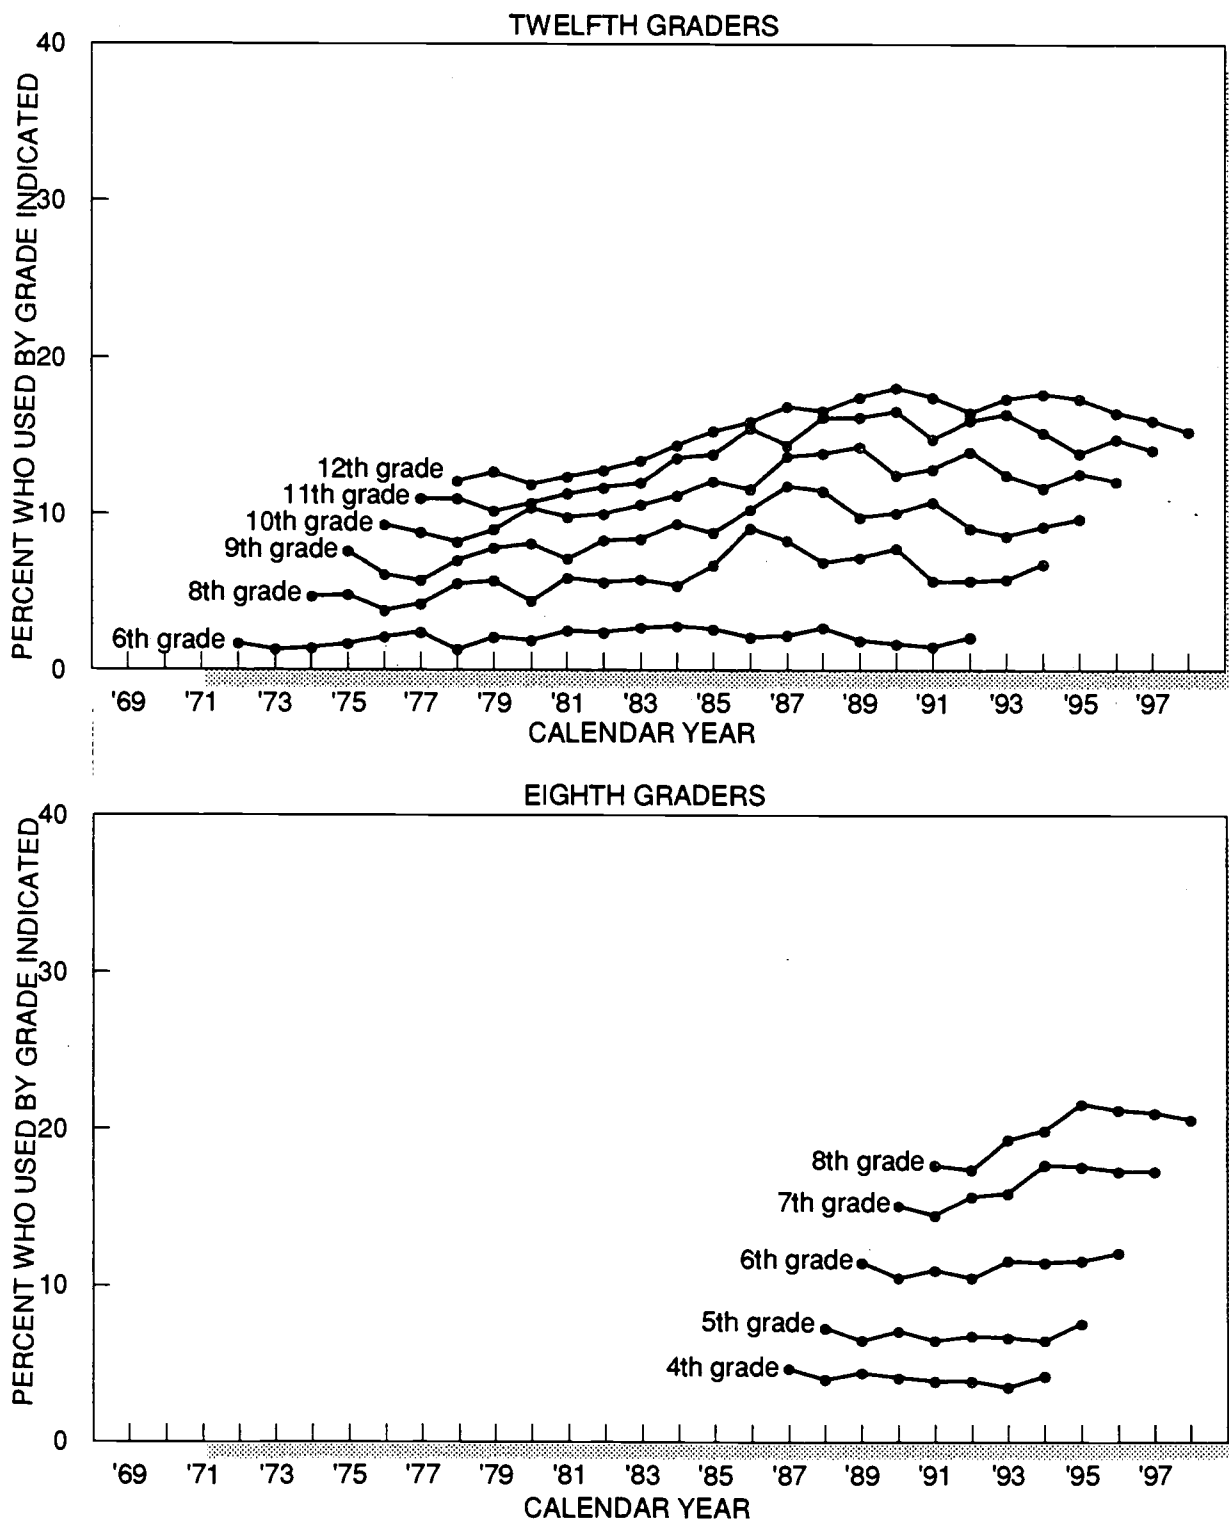 TWELFTH GRADERS
PERCENT WHO USED BY GRADE INDICATED
40
30
20
10
0
12th grade
11th grade
10th grade
9th grade
8th grade
6th grade
'69 '71 '73 '75 '77 '79 '81 '83 '85 '87 '89 '91 '93 '95 '97
CALENDAR YEAR
EIGHTH GRADERS
PERCENT WHO USED BY GRADE INDICATED
40
30
20
10
0
8th grade
7th grade
6th grade
5th grade
4th grade
'69 '71 '73 '75 '77 '79 '81 '83 '85 '87 '89 '91 '93 '95 '97
CALENDAR YEAR